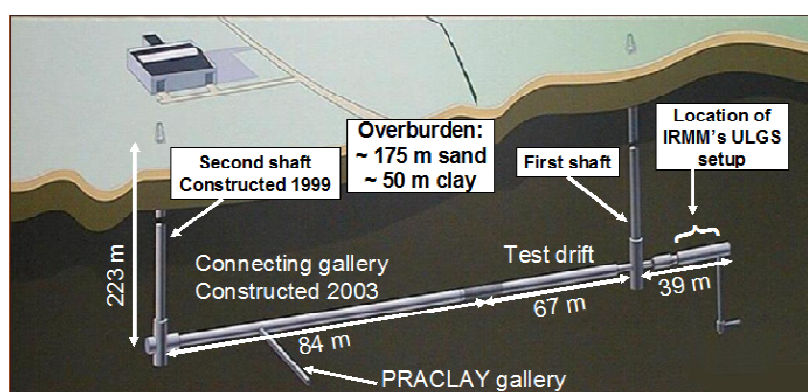 Location of
IRMM's ULGS
setup
Overburden:
~ 175 m sand
~ 50 m clay
Second shaft
Constructed 1999
First shaft
223 m
Connecting gallery
Constructed 2003
Test drift
39 m
67 m
84 m
PRACLAY gallery